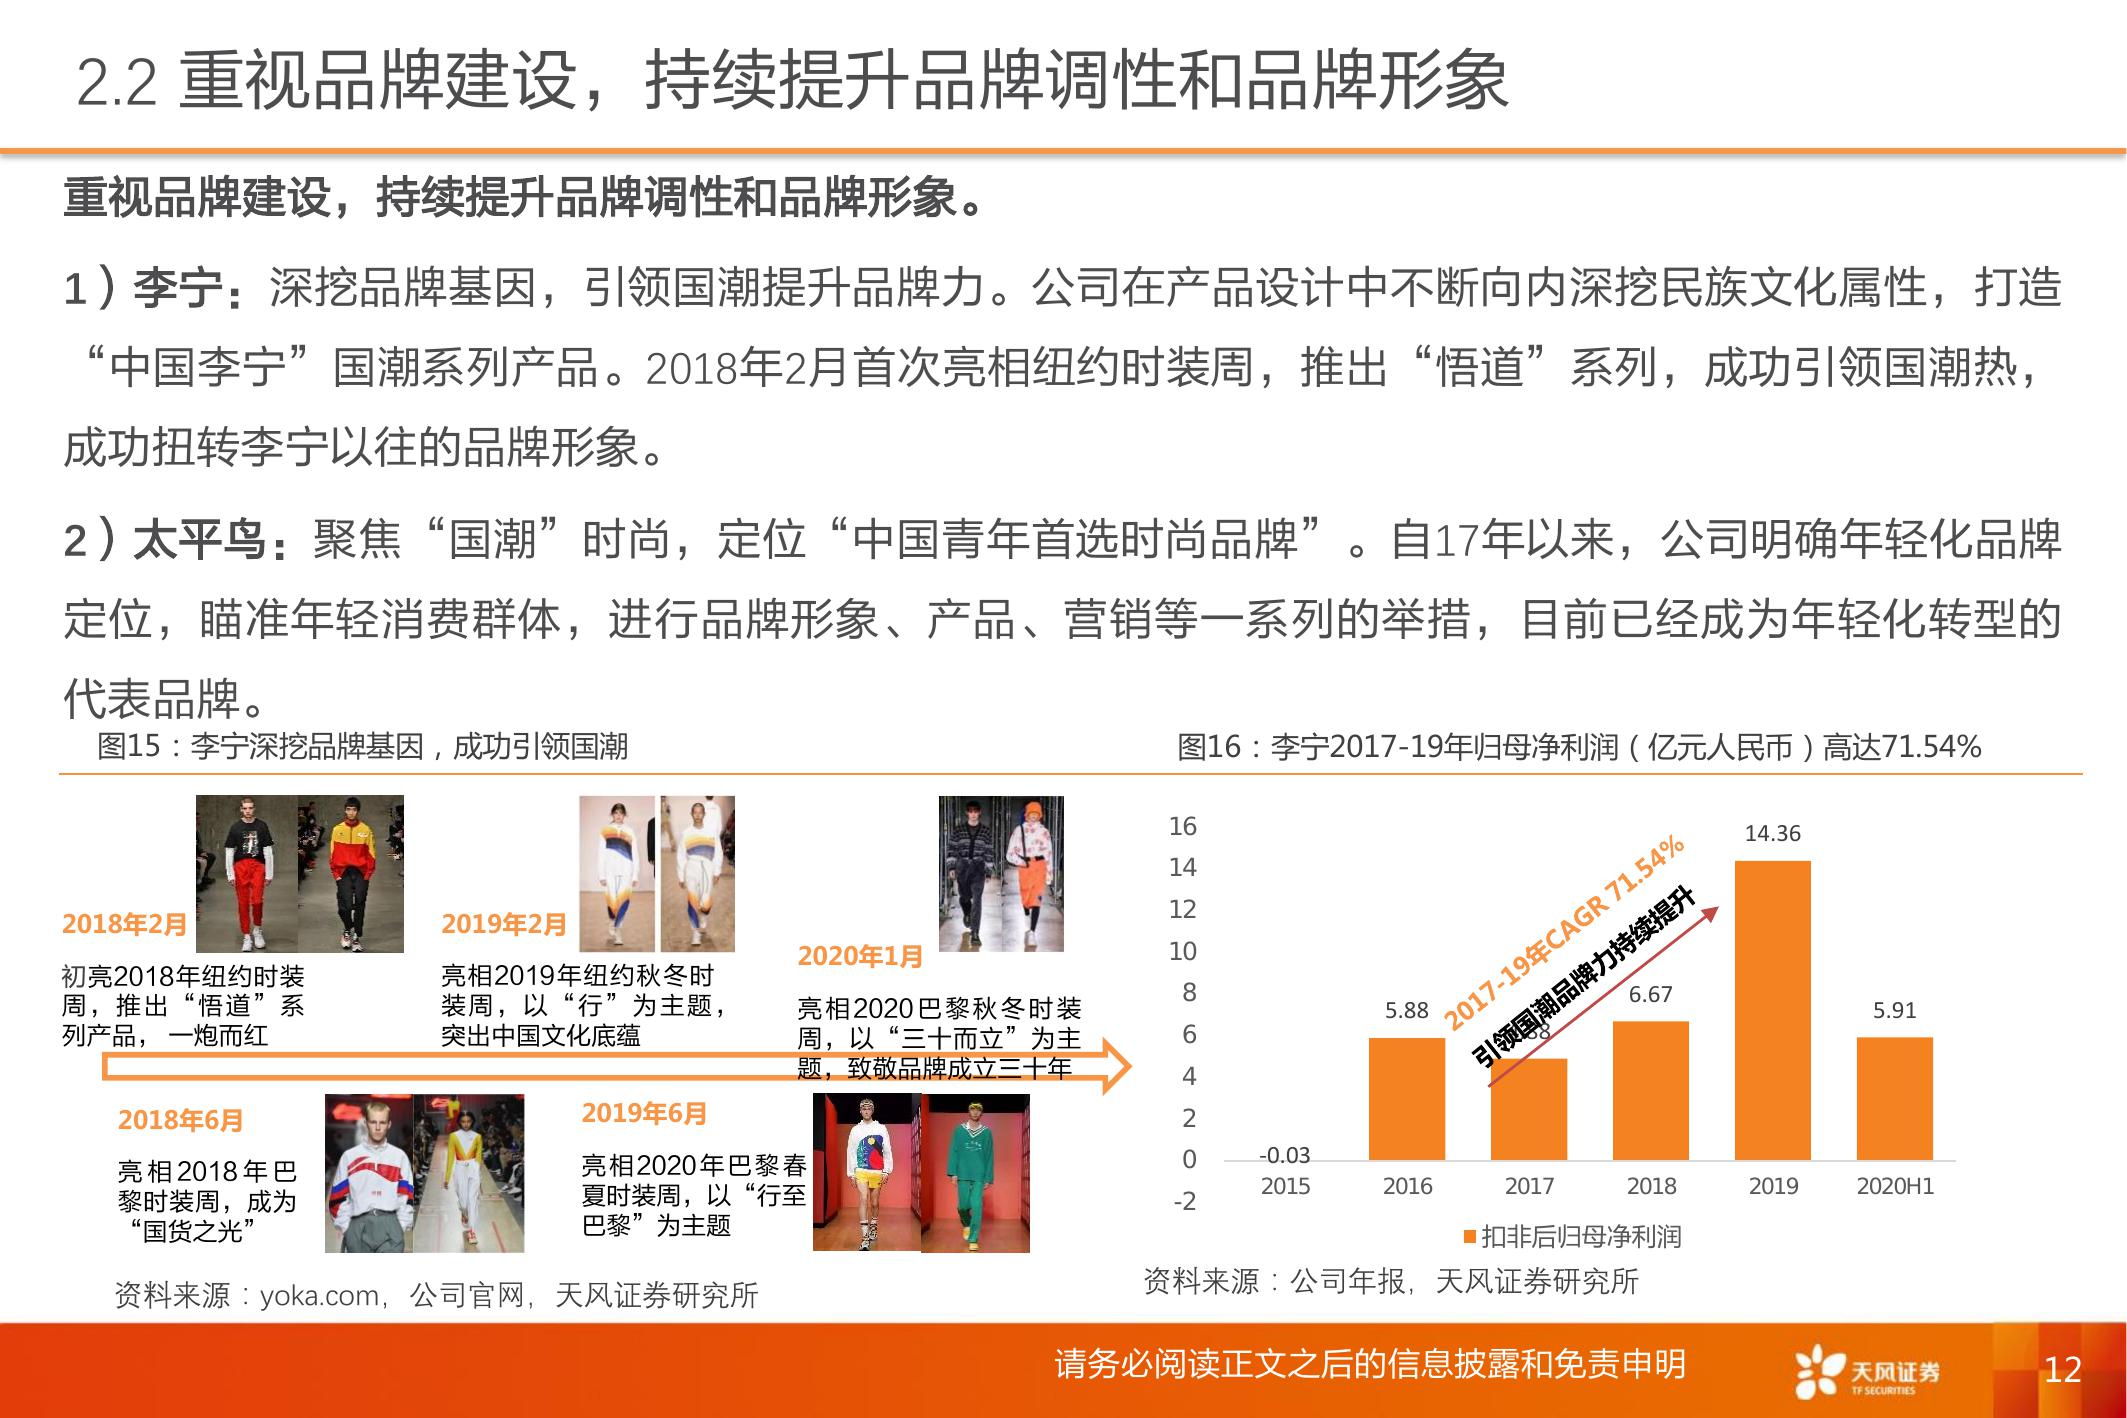 2.2 重视品牌建设，持续提升品牌调性和品牌形象
重视品牌建设，持续提升品牌调性和品牌形象。
1）李宁：深挖品牌基因，引领国潮提升品牌力。公司在产品设计中不断向内深挖民族文化属性，打造
“中国李宁”国潮系列产品。2018年2月首次亮相纽约时装周，推出“悟道”系列，成功引领国潮热，
成功扭转李宁以往的品牌形象。
2）太平鸟：聚焦“国潮”时尚，定位“中国青年首选时尚品牌”。自17年以来，公司明确年轻化品牌
定位，瞄准年轻消费群体，进行品牌形象、产品、营销等一系列的举措，目前已经成为年轻化转型的
代表品牌。
图15：李宁深挖品牌基因，成功引领国潮
2018年2月
初亮2018年纽约时装
周，推出“悟道”系
列产品，一炮而红
2019年2月
亮相2019年纽约秋冬时
装周，以“行”为主题，
突出中国文化底蕴
2020年1月
亮相2020巴黎秋冬时装
周，以“三十而立”为主
题，致敬品牌成立三十年
2018年6月
亮相2018年巴
黎时装周，成为
“国货之光”
2019年6月
亮相2020年巴黎春
夏时装周，以“行至
巴黎”为主题
资料来源：yoka.com，公司官网，天风证券研究所
图16：李宁2017-19年归母净利润（亿元人民币）高达71.54%
16
14
12
10
8
6
4
2
0
-2
-0.03
5.88
6.67
14.36
5.91
2017-19年CAGR 71.54%
引领国潮品牌力持续提升
2015
2016
2017
2018
2019
2020H1
扣非后归母净利润
资料来源：公司年报，天风证券研究所
请务必阅读正文之后的信息披露和免责申明
天风证券
TF SECURITIES
12